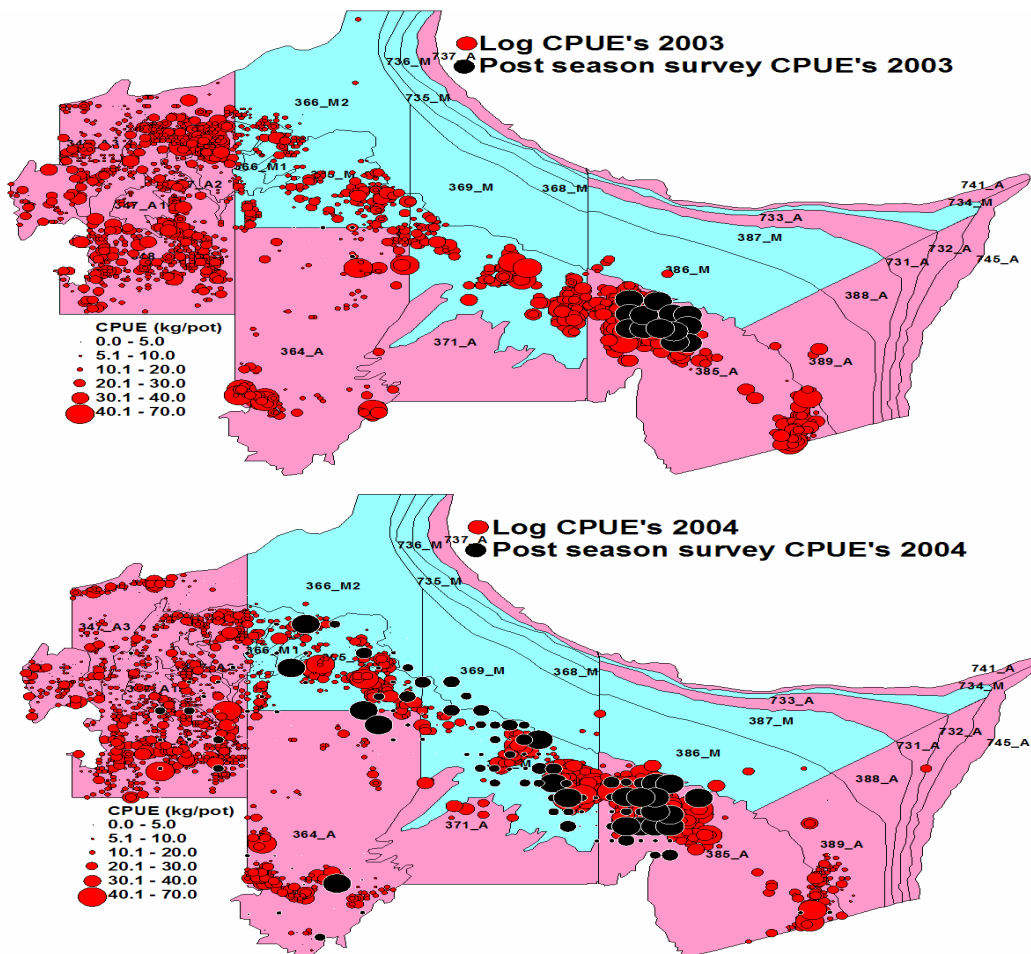 Log CPUE's 2003
Post season survey CPUE's 2003
736_M
737_A
735_M
366_M2
347_A3
366_M1
347_A1
369_M
368_M
741_A
734_M
733_A
387_M
732_A
745_A
731_A
386_M
388_A
389_A
385_A
371_A
364_A
CPUE (kg/pot)
0.0 - 5.0
5.1 - 10.0
10.1 - 20.0
20.1 - 30.0
30.1 - 40.0
40.1 - 70.0
Log CPUE's 2004
Post season survey CPUE's 2004
736_M
737_A
735_M
366_M2
347_A3
366_M1
369_M
368_M
741_A
734_M
733_A
387_M
732_A
745_A
731_A
386_M
388_A
389_A
385_A
371_A
364_A
CPUE (kg/pot)
0.0 - 5.0
5.1 - 10.0
10.1 - 20.0
20.1 - 30.0
30.1 - 40.0
40.1 - 70.0